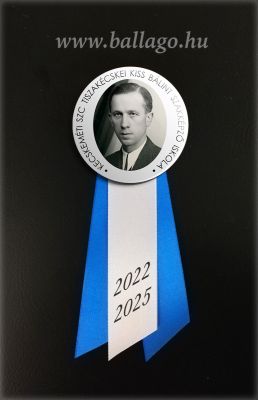 www.ballago.hu
KECSKEMÉTI SZC TISZAKÉCSKEI KISS BÁLINT SZAKKÉPZŐ ISKOLA •
2022
2025